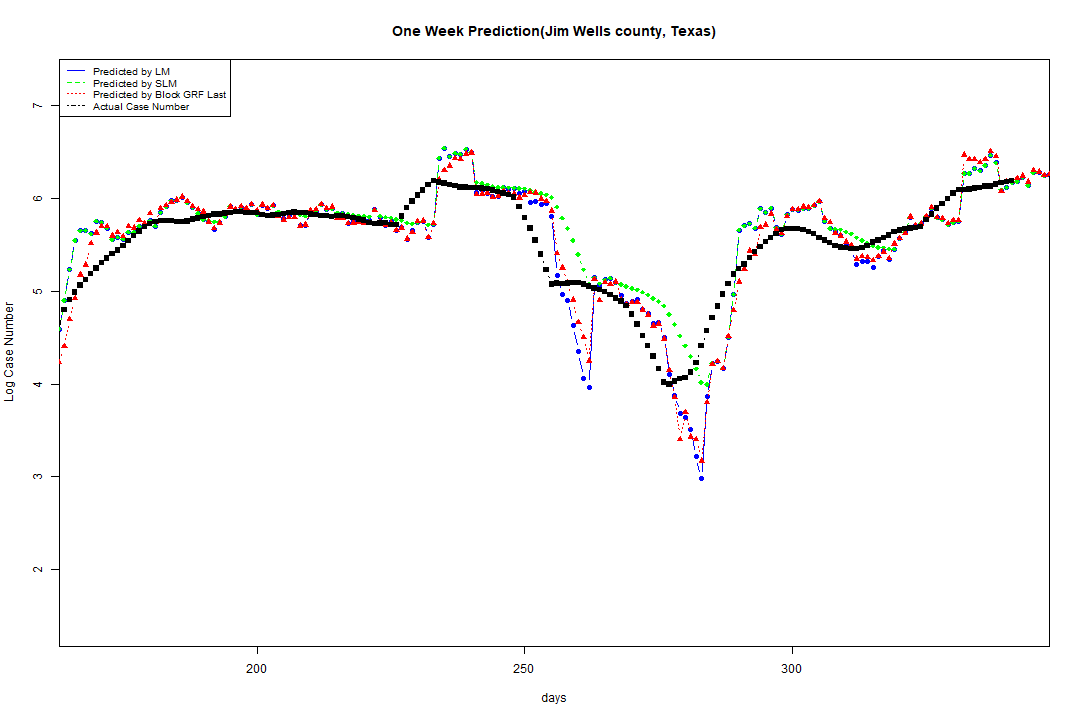 One Week Prediction(Jim Wells county, Texas)
Predicted by LM
Predicted by SLM
Predicted by Block GRF Last
Actual Case Number
7
6
5
4
3
2
Log Case Number
200 250 300
days